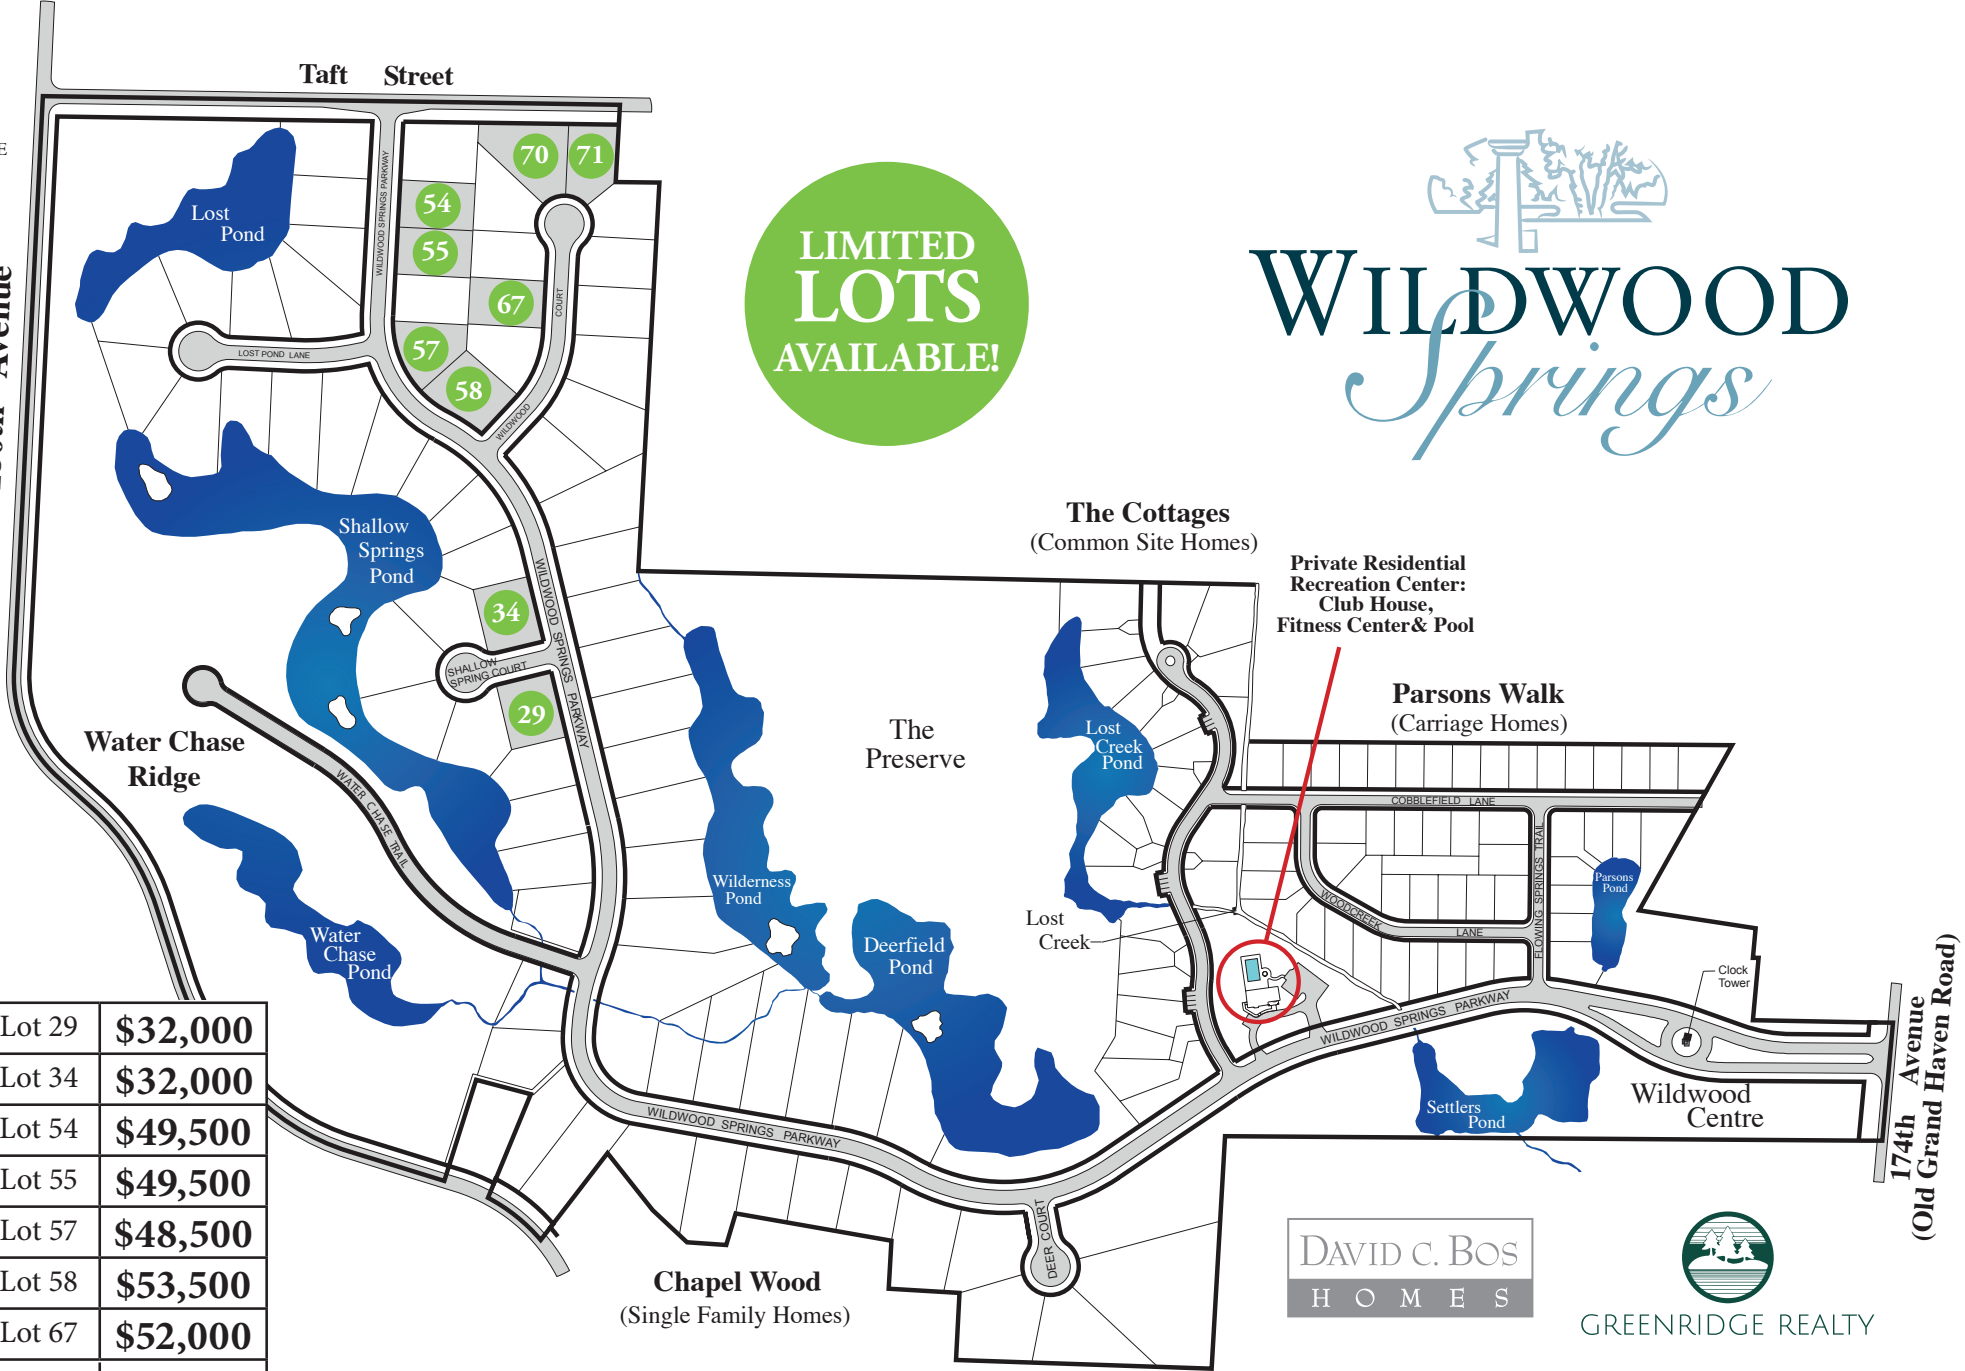 Taft Street
E
Avenue
Lost
Pond
WILDWOOD SPRINGS PARKWAY
70
71
54
55
67
57
58
COURT
WILDWOOD
LOST POND LANE
LIMITED
LOTS
AVAILABLE!
WILDWOOD
Springs
Shallow
Springs
Pond
34
WILDWOOD SPRINGS PARKWAY
SHALLOW
SPRING COURT
29
The Cottages
(Common Site Homes)
Private Residential
Recreation Center:
Club House,
Fitness Center& Pool
Parsons Walk
(Carriage Homes)
Water Chase
Ridge
WATER CHASE TRAIL
The
Preserve
Lost
Creek
Pond
COBBLEFIELD LANE
FLOWING SPRINGS TRAIL
WOODCREEK
LANE
Parsons
Pond
Wilderness
Pond
Lost
Creek
Water
Chase
Pond
Deerfield
Pond
Clock
Tower
WILDWOOD SPRINGS PARKWAY
Settlers
Pond
Wildwood
Centre
174th Avenue
(Old Grand Haven Road)
WILDWOOD SPRINGS PARKWAY
DEER COURT
Chapel Wood
(Single Family Homes)
Lot 29 $32,000
Lot 34 $32,000
Lot 54 $49,500
Lot 55 $49,500
Lot 57 $48,500
Lot 58 $53,500
Lot 67 $52,000
DAVID C. BOS
HOMES
GREENRIDGE REALTY